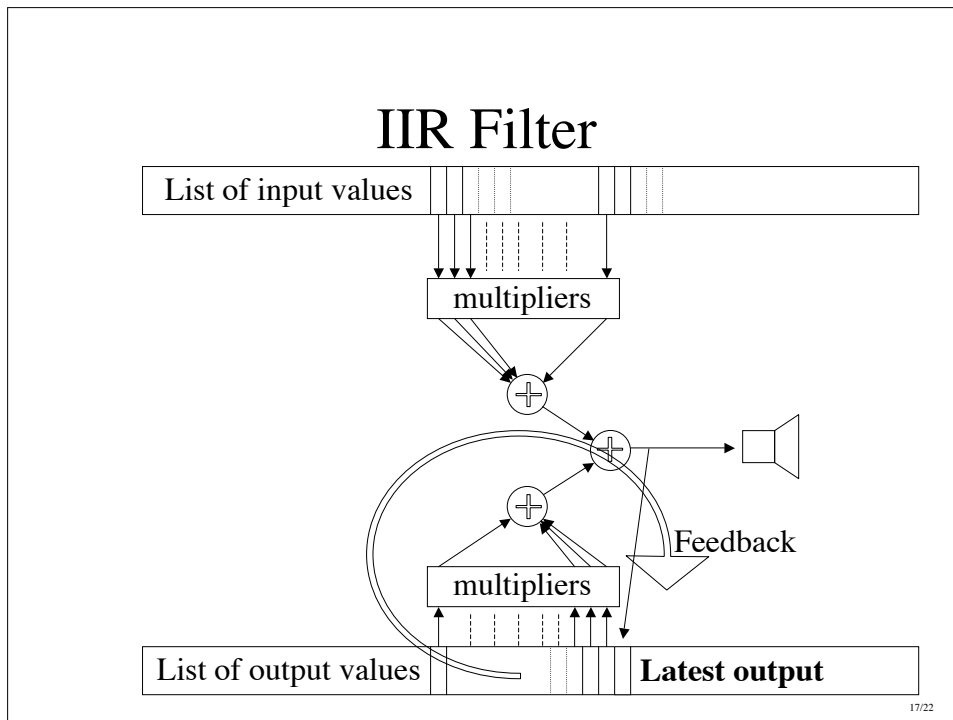 IIR Filter
List of input values
multipliers
Feedback
multipliers
List of output values
Latest output
17/22